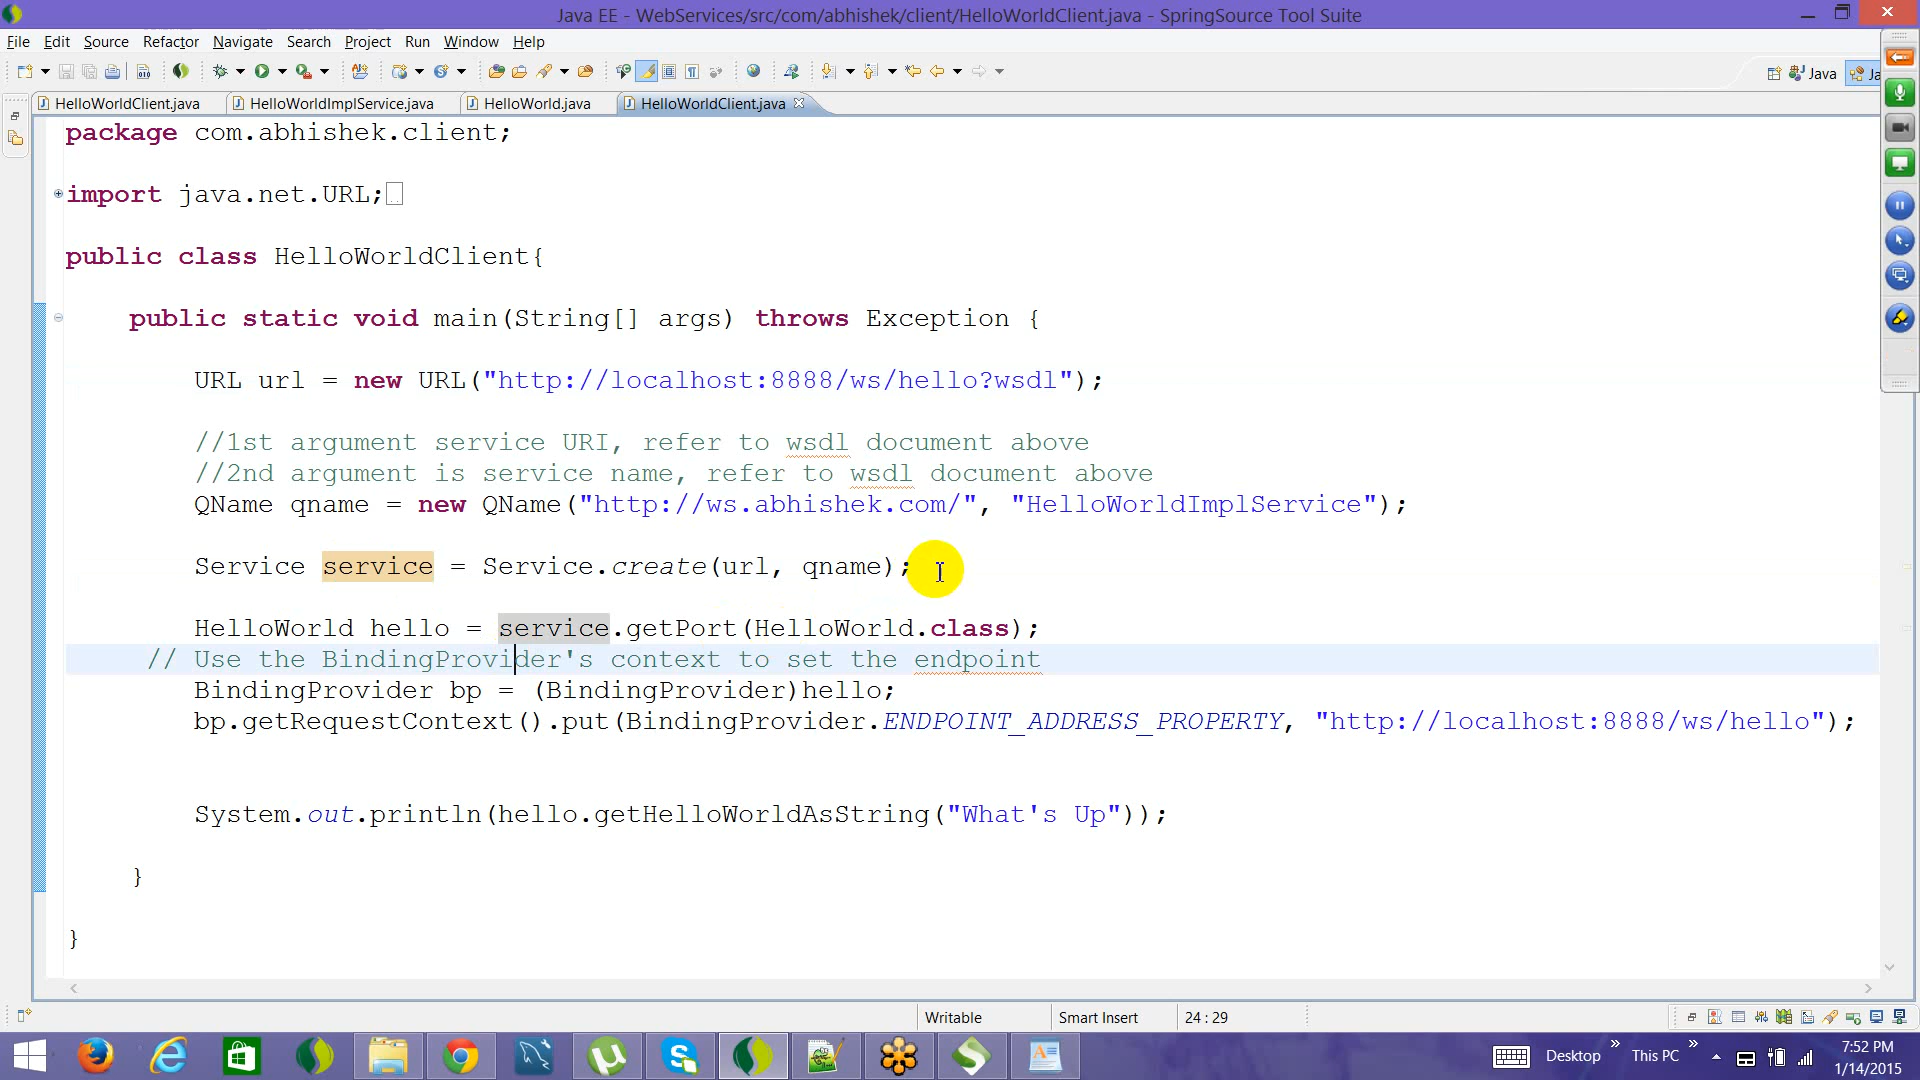 Java EE - WebServices/src/com/abhishek/client/HelloWorldClient.java - SpringSource Tool Suite
File Edit Source Refactor Navigate Search Project Run Window Help
Java
Ja
HelloWorldClient.java HelloWorldImplService.java HelloWorld.java HelloWorldClient.java
package com.abhishek.client;
import java.net.URL;
public class HelloWorldClient{
public static void main(String[] args) throws Exception {
URL url = new URL("http://localhost:8888/ws/hello?wsdl");
//1st argument service URI, refer to wsdl document above
//2nd argument is service name, refer to wsdl document above
QName qname = new QName("http://ws.abhishek.com/", "HelloWorldImplService");
Service service = Service.create(url, qname);
HelloWorld hello = service.getPort(HelloWorld.class);
// Use the BindingProvider's context to set the endpoint
BindingProvider bp = (BindingProvider)hello;
bp.getRequestContext().put(BindingProvider.ENDPOINT_ADDRESS_PROPERTY, "http://localhost:8888/ws/hello");
System.out.println(hello.getHelloWorldAsString("What's Up"));
}
}
Writable Smart Insert 24 : 29
Desktop » This PC » 7:52 PM
1/14/2015